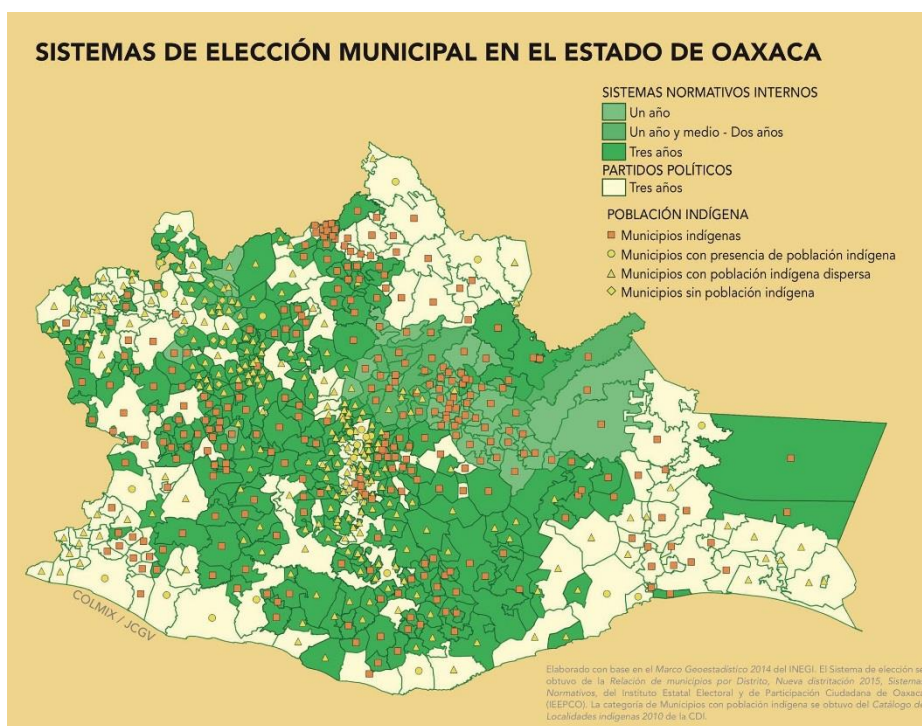 SISTEMAS DE ELECCIÓN MUNICIPAL EN EL ESTADO DE OAXACA
SISTEMAS NORMATIVOS INTERNOS
Un año
Un año y medio - Dos años
Tres años
PARTIDOS POLÍTICOS
Tres años
POBLACIÓN INDÍGENA
Municipios indígenas
Municipios con presencia de población indígena
Municipios con población indígena dispersa
Municipios sin población indígena
COLMIX / JCGV
Elaborado con base en el Marco Geoestadístico 2014 del INEGI. El Sistema de elección se
obtuvo de la Relación de municipios por Distrito, Nueva distritación 2015, Sistemas
Normativos, del Instituto Estatal Electoral y de Participación Ciudadana de Oaxaca
(IEEPCO). La categoría de Municipios con población indígena se obtuvo del Catálogo de
Localidades indígenas 2010 de la CDI.